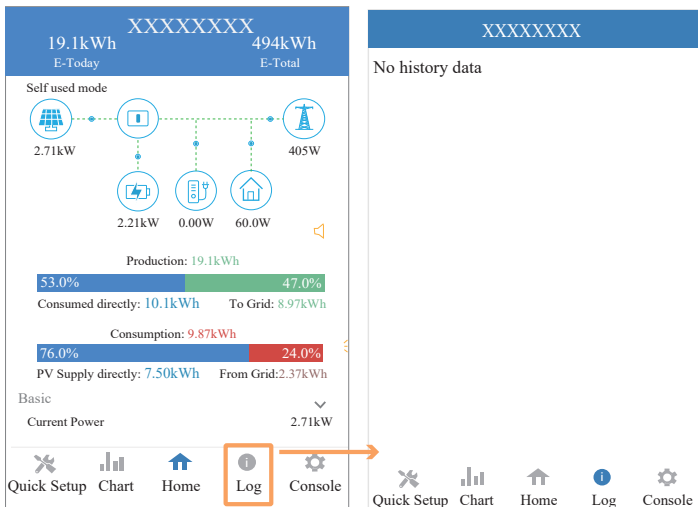 XXXXXXXX
19.1kWh 494kWh
E-Today E-Total
Self used mode
2.71kW 405W
2.21kW 0.00W 60.0W
Production: 19.1kWh
53.0% 47.0%
Consumed directly: 10.1kWh To Grid: 8.97kWh
Consumption: 9.87kWh
76.0% 24.0%
PV Supply directly: 7.50kWh From Grid:2.37kWh
Basic
Current Power 2.71kW
Quick Setup Chart Home Log Console
XXXXXXXX
No history data
Quick Setup Chart Home Log Console